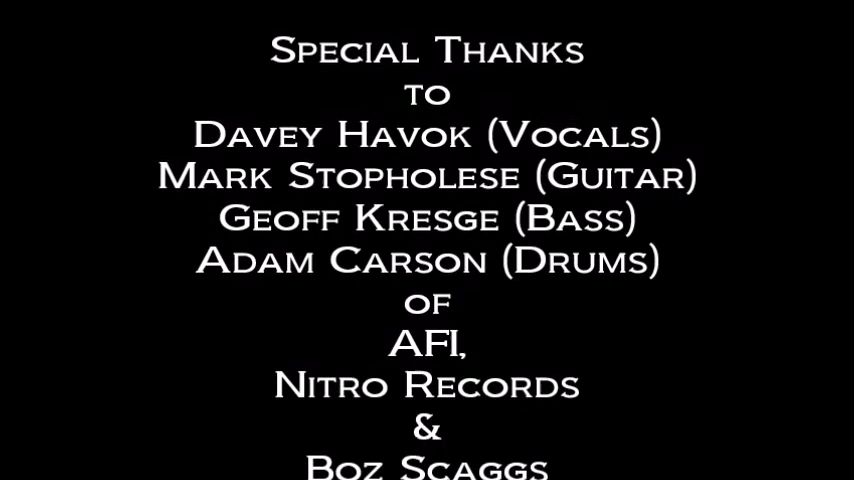 Special Thanks
to
Davey Havok (Vocals)
Mark Stopholese (Guitar)
Geoff Kresge (Bass)
Adam Carson (Drums)
of
AFI,
Nitro Records
&
Boz Scaggs